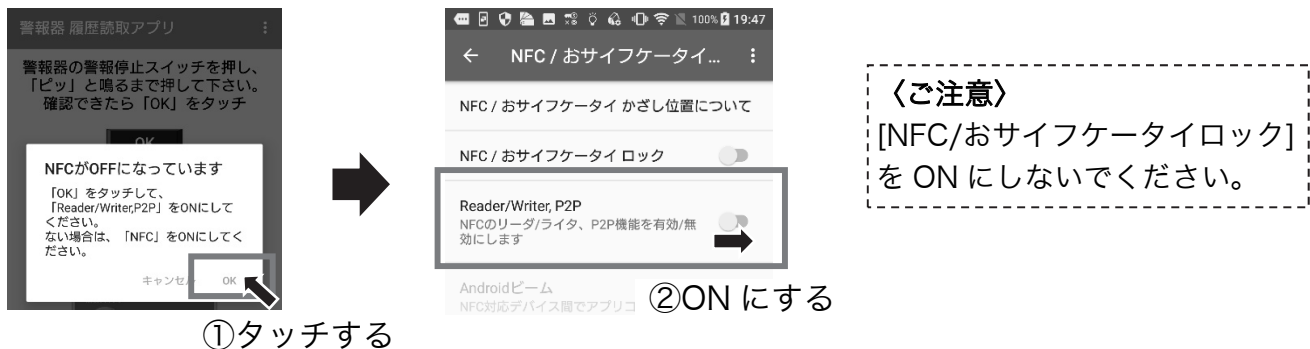 警報器 履歴読取アプリ
警報器の警報停止スイッチを押し、
「ピッ」と鳴るまで押して下さい。
確認できたら「OK」をタッチ
OK
NFCがOFFになっています
「OK」をタッチして、
「Reader/Writer,P2P」をONにして
ください。
ない場合は、「NFC」をONにしてく
ださい。
キャンセル OK
①タッチする
100% 19:47
NFC / おサイフケータイ...
NFC / おサイフケータイ かざし位置について
NFC / おサイフケータイ ロック
Reader/Writer, P2P
NFCのリーダ/ライタ、P2P機能を有効/無
効にします
Androidビーム
NFC対応デバイス間でアプリコ
②ON にする
〈ご注意〉
[NFC/おサイフケータイロック]
を ON にしないでください。